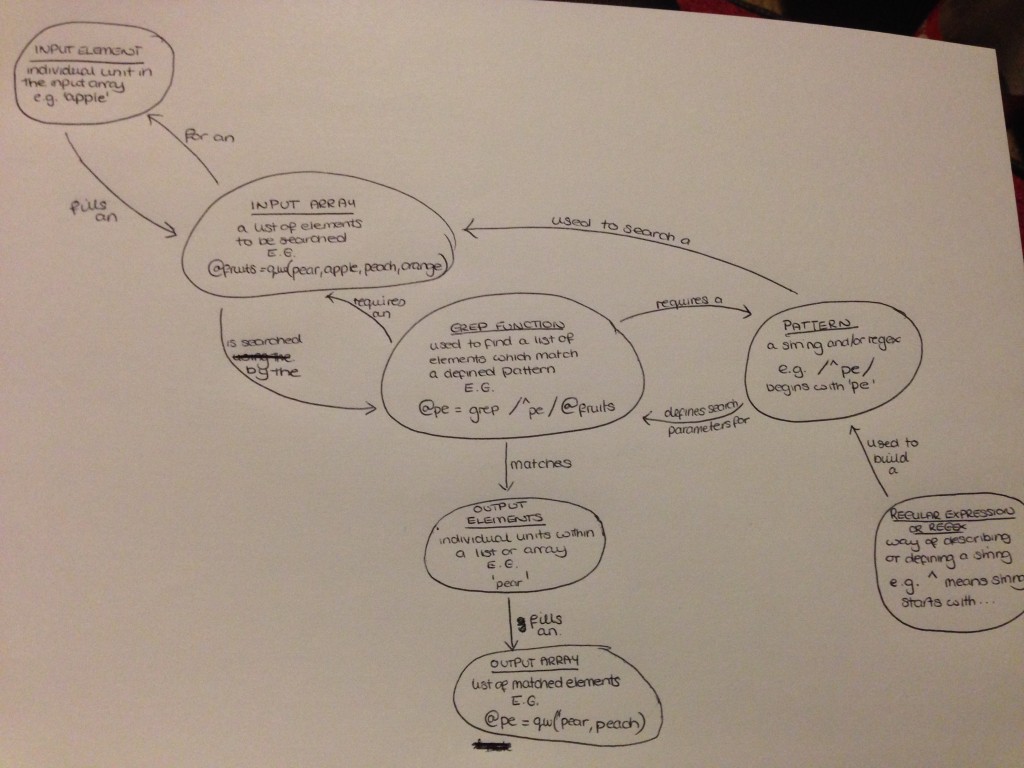 INPUT ELEMENT
individual unit in
the input array
e.g. 'apple'
for an
fills
an
INPUT ARRAY
a list of elements
to be searched
E.G.
@fruits = qw(pear, apple, peach, orange)
used to search a
requires
an
is searched
using the
by the
GREP FUNCTION
used to find a list of
elements which match
a defined pattern
E.G.
@pe = grep /^pe/ @fruits
requires a
PATTERN
a string and/or regex
e.g. /^pe/
begins with 'pe'
defines search
parameters for
used to
build
a
REGULAR EXPRESSION
OR REGEX
way of describing
or defining a string
e.g. ^ means string
starts with...
matches
OUTPUT
ELEMENTS
individual units within
a list or array
E.G.
'pear'
fills
an
OUTPUT ARRAY
list of matched elements
E.G.
@pe = qw('pear, peach)